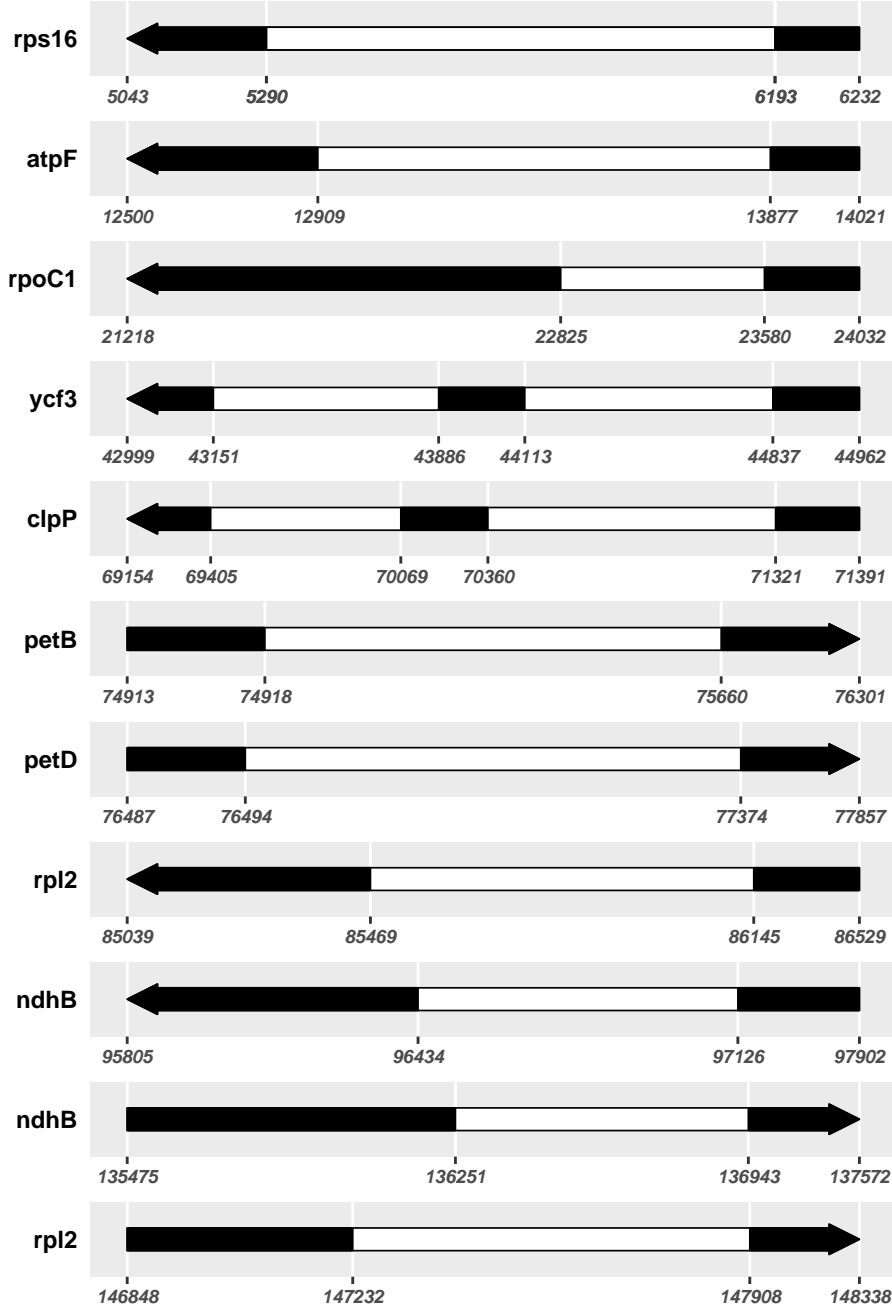 rps16
5043 5290 6193 6232
atpF
12500 12909 13877 14021
rpoC1
21218 22825 23580 24032
ycf3
42999 43151 43886 44113 44837 44962
clpP
69154 69405 70069 70360 71321 71391
petB
74913 74918 75660 76301
petD
76487 76494 77374 77857
rpl2
85039 85469 86145 86529
ndhB
95805 96434 97126 97902
ndhB
135475 136251 136943 137572
rpl2
146848 147232 147908 148338